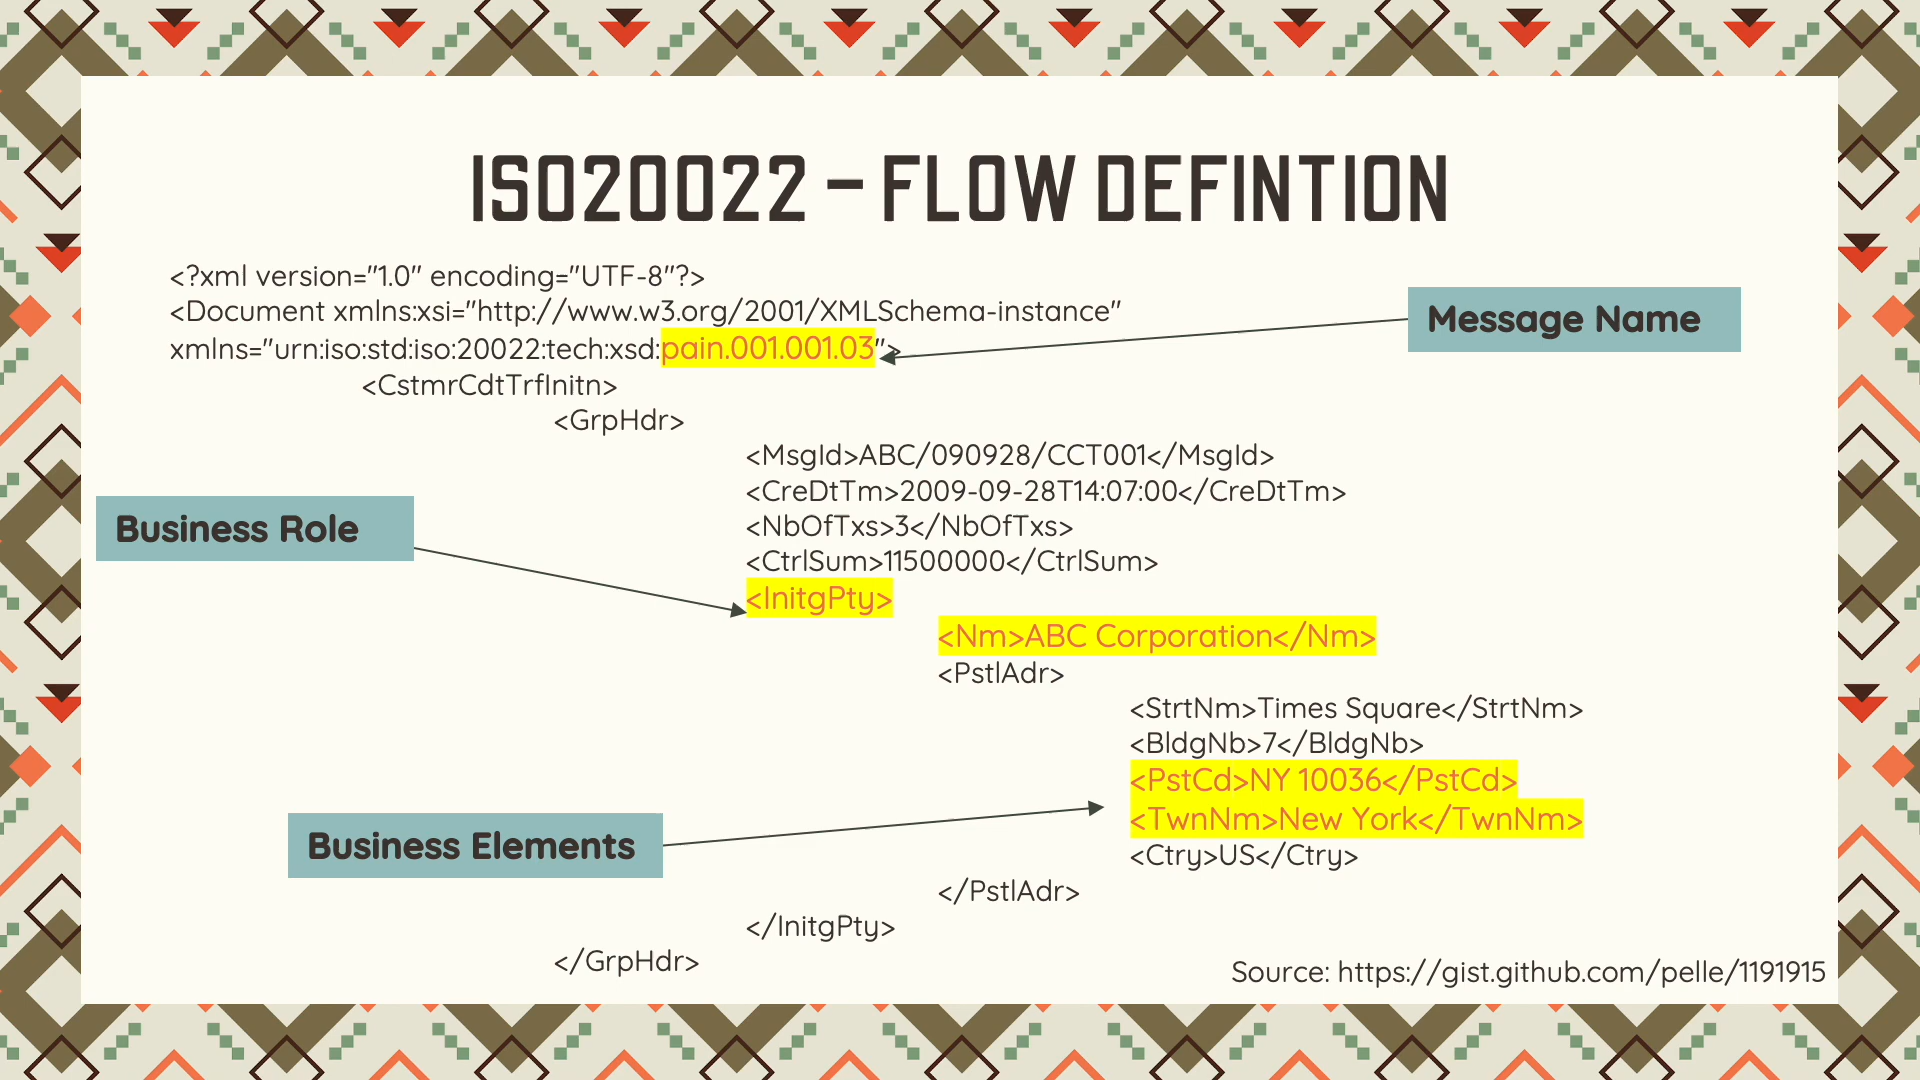 ISO20022 – FLOW DEFINTION
<?xml version="1.0" encoding="UTF-8"?>
<Document xmlns:xsi="http://www.w3.org/2001/XMLSchema-instance"
xmlns="urn:iso:std:iso:20022:tech:xsd:pain.001.001.03">
Message Name
<CstmrCdtTrfInitn>
<GrpHdr>
<MsgId>ABC/090928/CCT001</MsgId>
<CreDtTm>2009-09-28T14:07:00</CreDtTm>
<NbOfTxs>3</NbOfTxs>
Business Role
<CtrlSum>11500000</CtrlSum>
<InitgPty>
<Nm>ABC Corporation</Nm>
<PstlAdr>
<StrtNm>Times Square</StrtNm>
<BldgNb>7</BldgNb>
<PstCd>NY 10036</PstCd>
<TwnNm>New York</TwnNm>
Business Elements
<Ctry>US</Ctry>
</PstlAdr>
</InitgPty>
</GrpHdr>
Source: https://gist.github.com/pelle/1191915